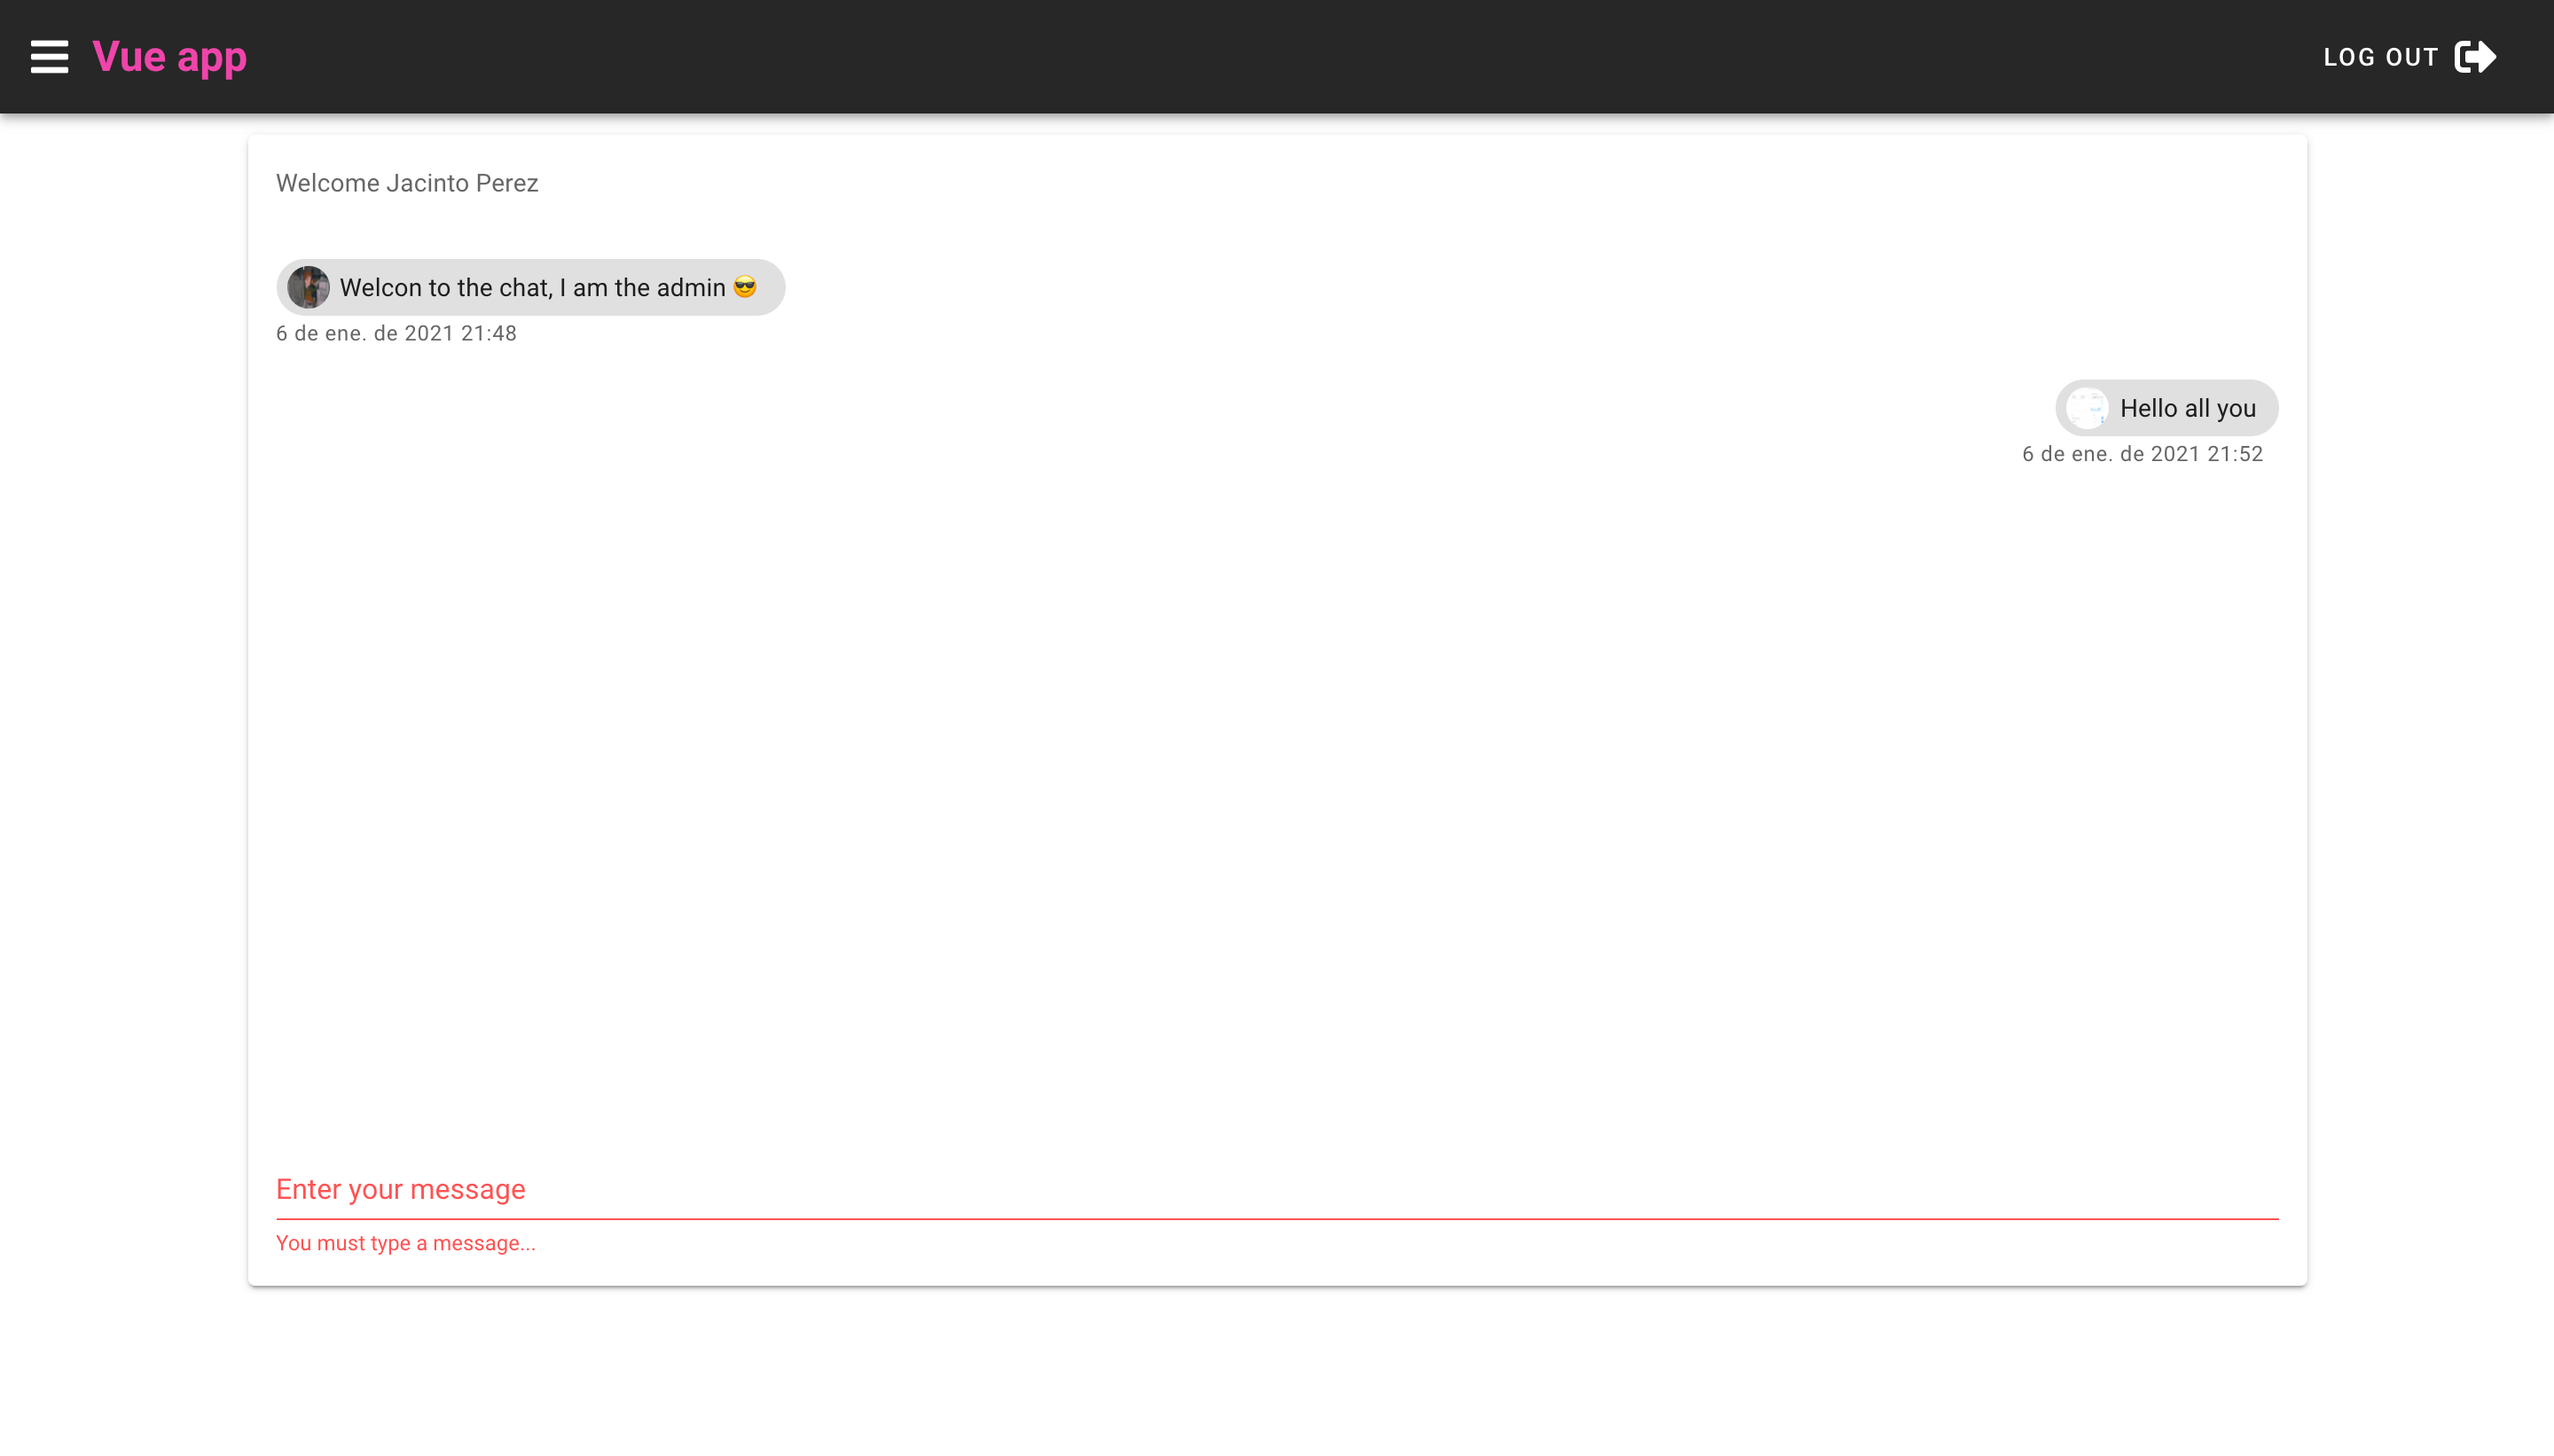 Vue app
LOG OUT
Welcome Jacinto Perez
Welcon to the chat, I am the admin 😎
6 de ene. de 2021 21:48
Hello all you
6 de ene. de 2021 21:52
Enter your message
You must type a message...